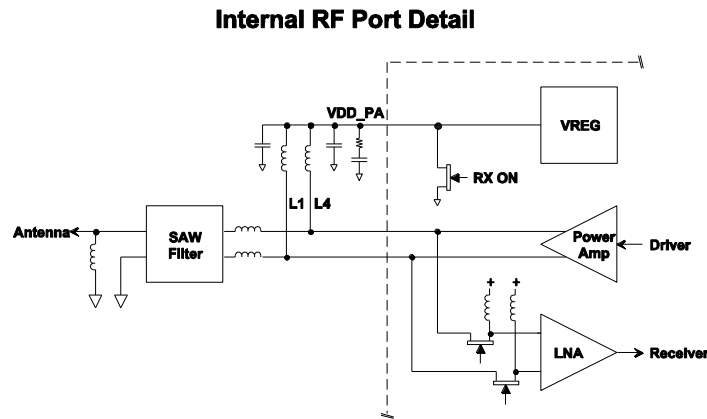 Internal RF Port Detail
VDD_PA
VREG
RX ON
L1 L4
Antenna
SAW
Filter
Power
Amp
Driver
+ +
LNA
Receiver